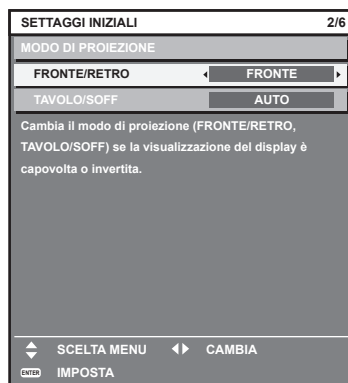 SETTAGGI INIZIALI 2/6
MODO DI PROIEZIONE
FRONTE/RETRO FRONTE
TAVOLO/SOFF AUTO
Cambia il modo di proiezione (FRONTE/RETRO,
TAVOLO/SOFF) se la visualizzazione del display è
capovolta o invertita.
SCELTA MENU CAMBIA
ENTER IMPOSTA